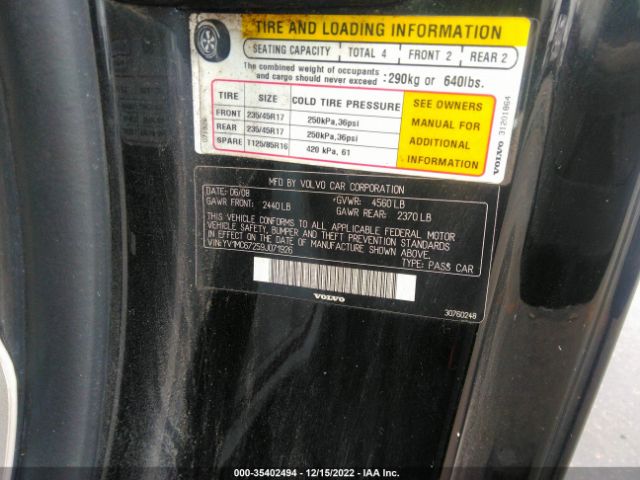 TIRE AND LOADING INFORMATION
SEATING CAPACITY TOTAL 4 FRONT 2 REAR 2
The combined weight of occupants and cargo should never exceed :290kg or 640lbs.
TIRE SIZE COLD TIRE PRESSURE
FRONT 235/45R17 250kPa,36psi
REAR 235/45R17 250kPa,36psi
SPARE T125/85R16 420 kPa, 61
SEE OWNERS
MANUAL FOR
ADDITIONAL
INFORMATION
071926
VOLVO 31201864
MFD BY VOLVO CAR CORPORATION
DATE: 06/08 GVWR: 4560 LB
GAWR FRONT: 2440 LB GAWR REAR: 2370 LB
THIS VEHICLE CONFORMS TO ALL APPLICABLE FEDERAL MOTOR
VEHICLE SAFETY, BUMPER AND THEFT PREVENTION STANDARDS
IN EFFECT ON THE DATE OF MANUFACTURE SHOWN ABOVE.
VIN: YV1MC67259J071926
TYPE: PASS CAR
VOLVO
30760248
000-35402494 - 12/15/2022 - IAA Inc.